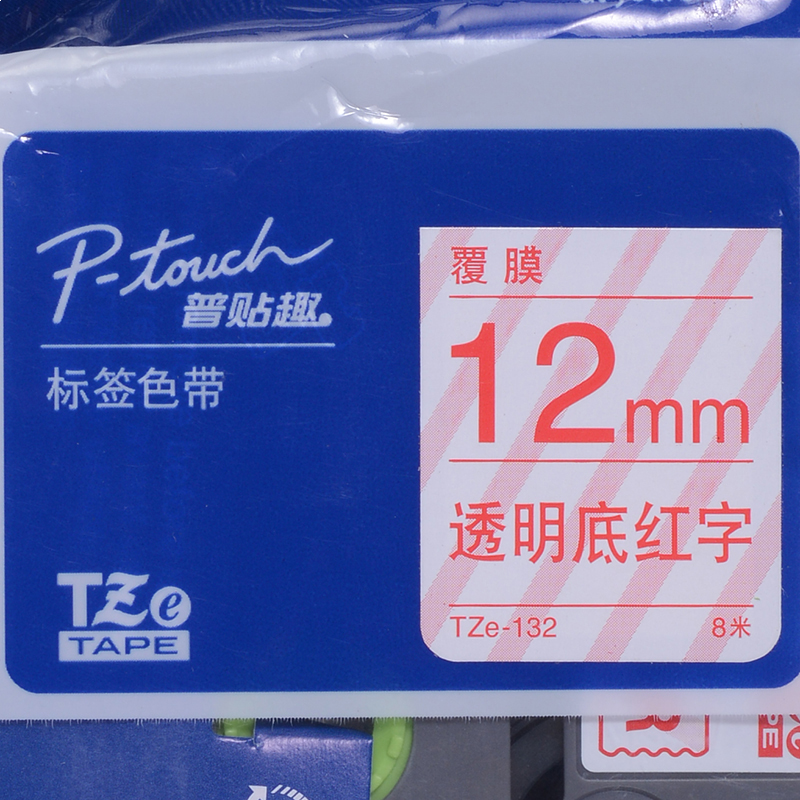 P-touch
普贴趣
标签色带
覆膜
12mm
透明底红字
TZe-132 8米
TZe
TAPE